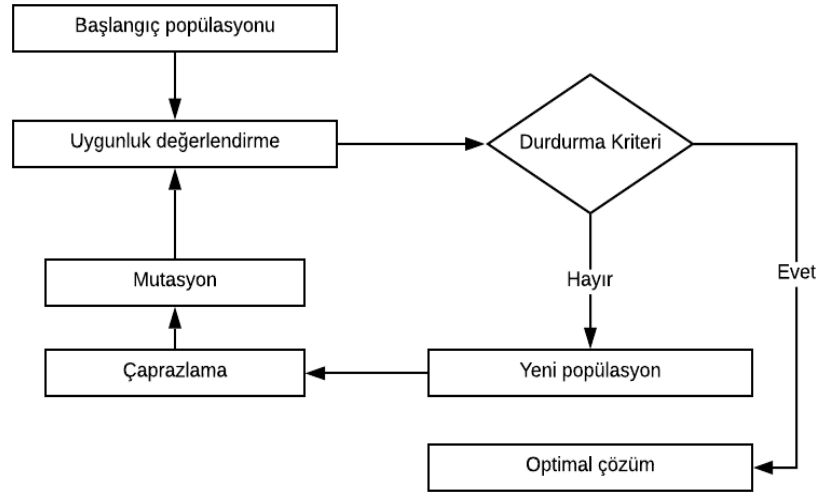 Başlangıç popülasyonu
Uygunluk değerlendirme
Durdurma Kriteri
Mutasyon
Hayır
Evet
Çaprazlama
Yeni popülasyon
Optimal çözüm